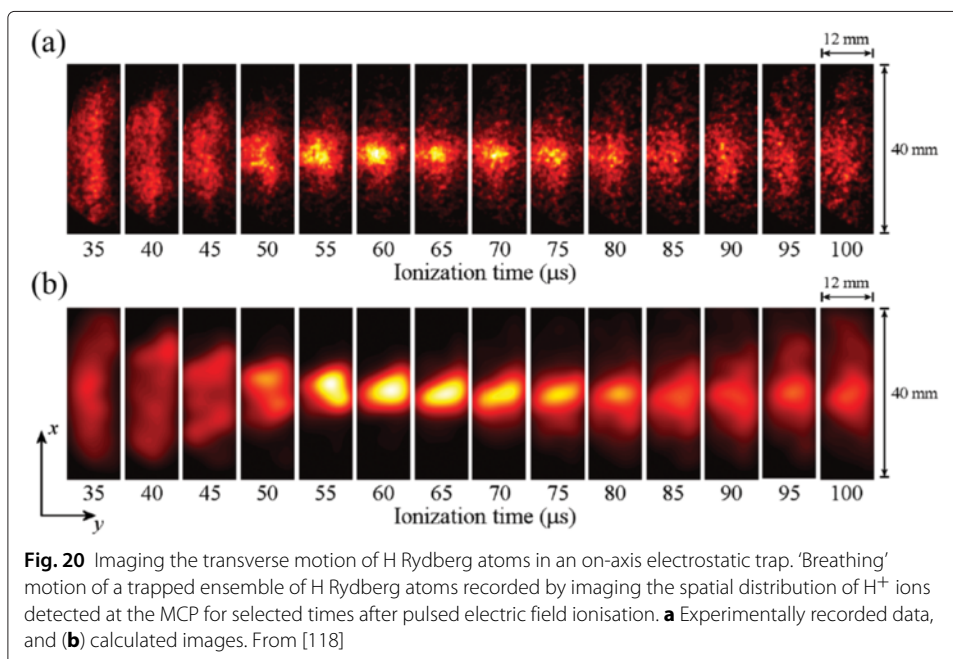 (a)
12 mm
40 mm
35 40 45 50 55 60 65 70 75 80 85 90 95 100
Ionization time (μs)
(b)
12 mm
40 mm
x
y
35 40 45 50 55 60 65 70 75 80 85 90 95 100
Ionization time (μs)
Fig. 20 Imaging the transverse motion of H Rydberg atoms in an on-axis electrostatic trap. ‘Breathing’
motion of a trapped ensemble of H Rydberg atoms recorded by imaging the spatial distribution of H⁺ ions
detected at the MCP for selected times after pulsed electric field ionisation. a Experimentally recorded data,
and (b) calculated images. From [118]